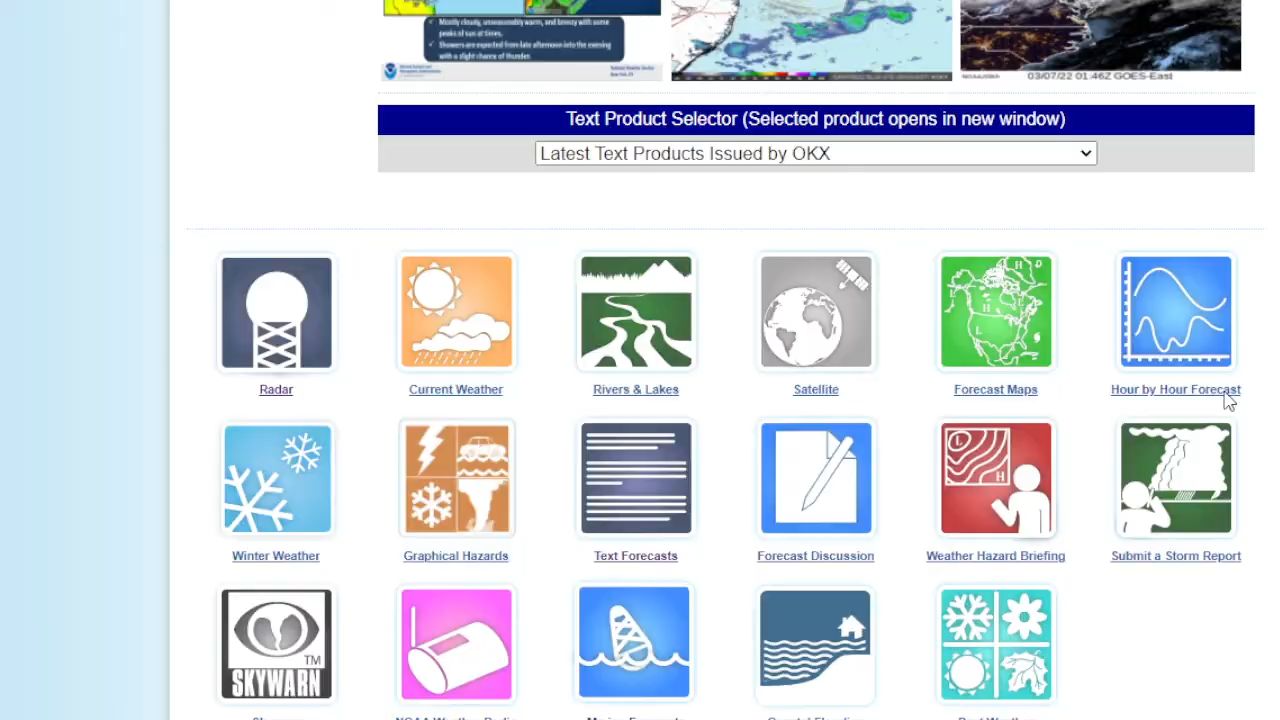 ✓ Mostly cloudy, unseasonably warm, and breezy with some
peaks of sun at times.
✓ Showers are expected from late afternoon into the evening
with a slight chance of thunder.
03/07/22 01:46Z GOES-East
Text Product Selector (Selected product opens in new window)
Latest Text Products Issued by OKX
Radar
Current Weather
Rivers & Lakes
Satellite
Forecast Maps
Hour by Hour Forecast
Winter Weather
Graphical Hazards
Text Forecasts
Forecast Discussion
Weather Hazard Briefing
Submit a Storm Report
TM
SKYWARN